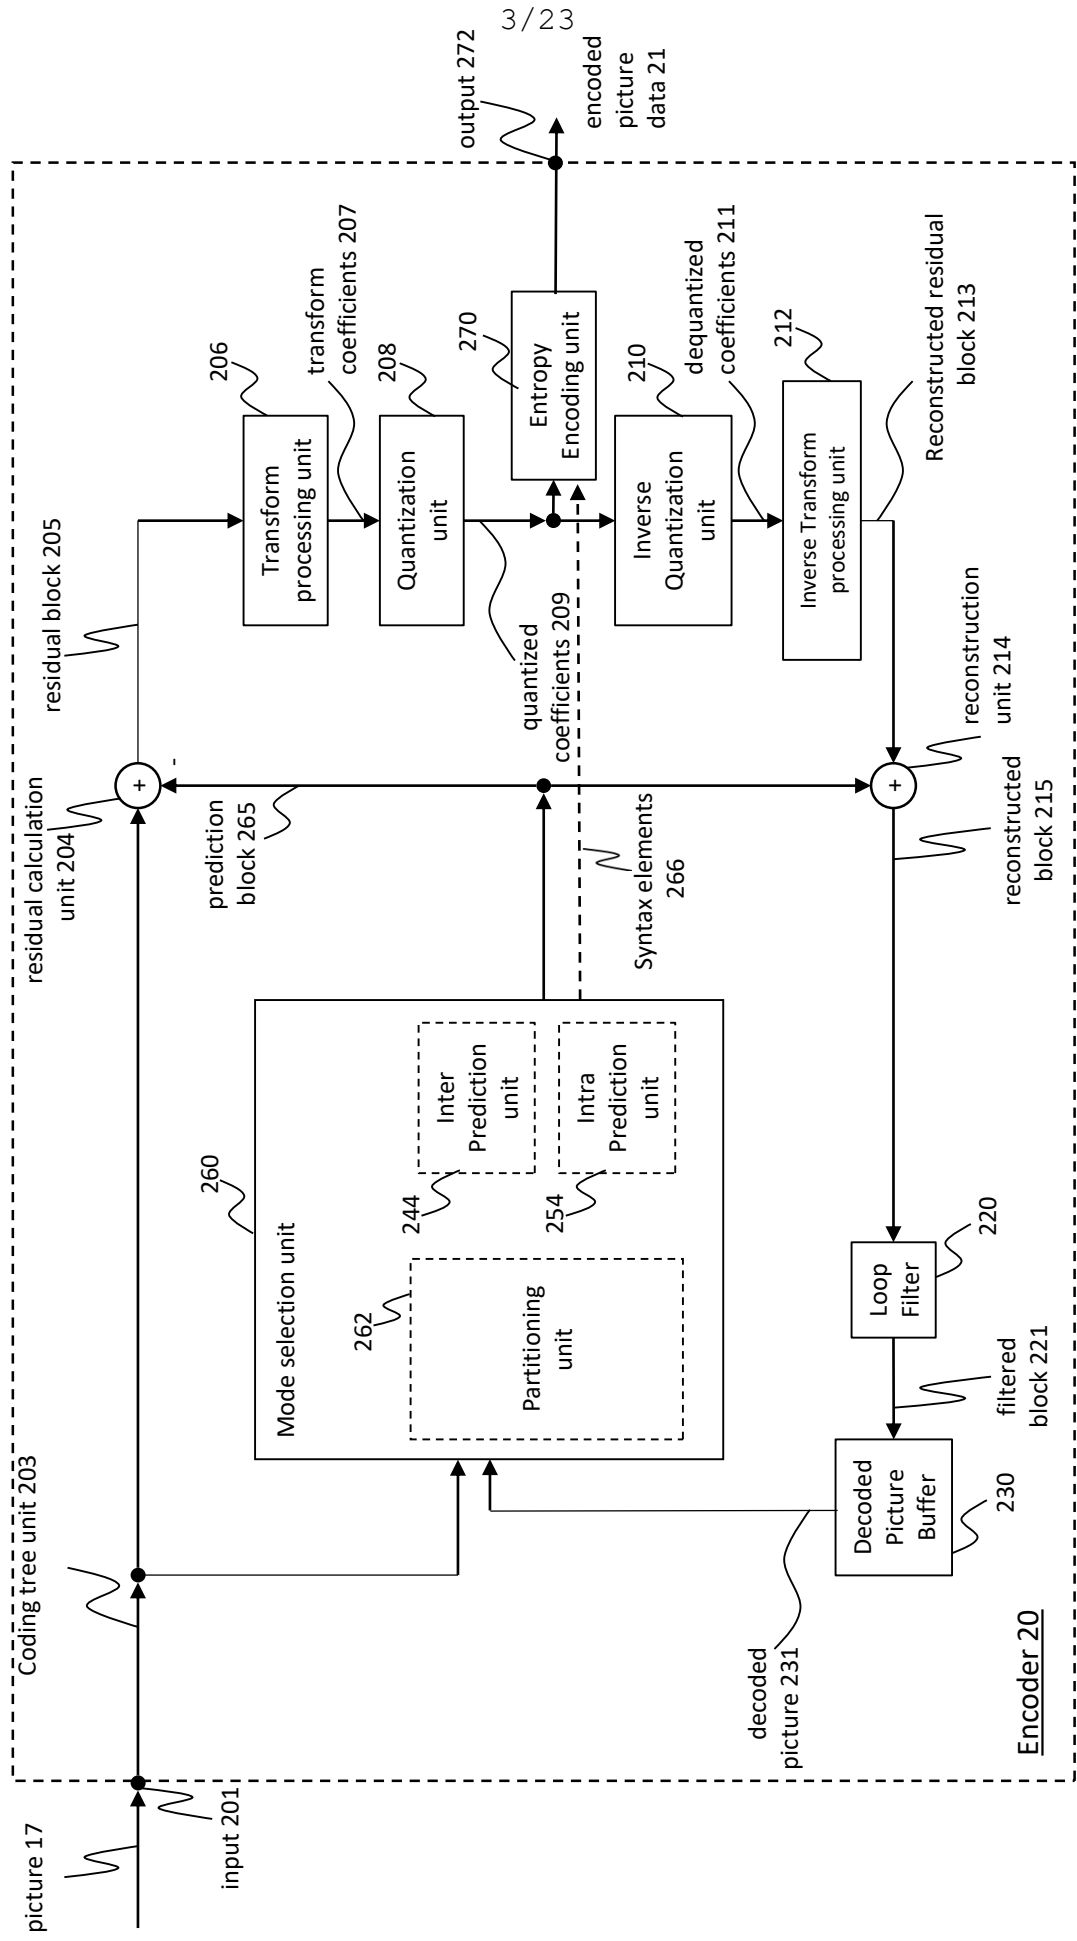 3/23
picture 17
input 201
Coding tree unit 203
residual calculation
unit 204
+
-
residual block 205
prediction
block 265
206
Transform
processing unit
transform
coefficients 207
208
Quantization
unit
quantized
coefficients 209
270
Entropy
Encoding unit
output 272
encoded
picture
data 21
Syntax elements
266
210
Inverse
Quantization
unit
dequantized
coefficients 211
212
Inverse Transform
processing unit
Reconstructed residual
block 213
reconstruction
unit 214
+
reconstructed
block 215
260
Mode selection unit
262
Partitioning
unit
244
Inter
Prediction
unit
254
Intra
Prediction
unit
Loop
Filter
220
filtered
block 221
Decoded
Picture
Buffer
230
decoded
picture 231
Encoder 20